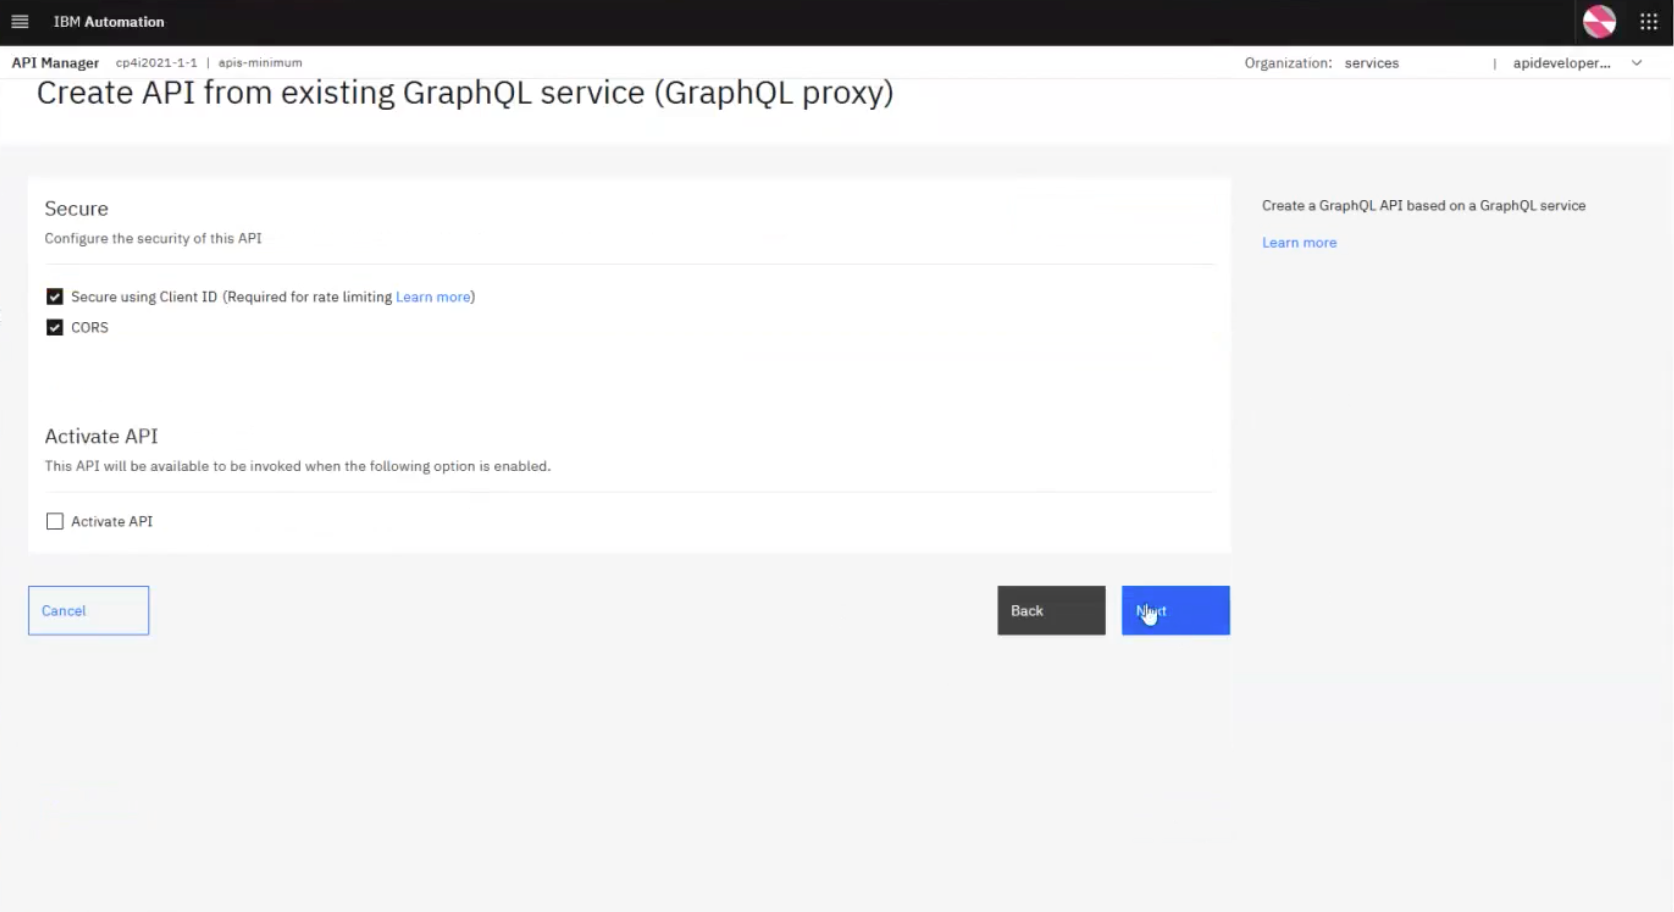 IBM Automation
API Manager cp4i2021-1-1 | apis-minimum
Organization: services | apideveloper...
Create API from existing GraphQL service (GraphQL proxy)
Secure
Configure the security of this API
Secure using Client ID (Required for rate limiting Learn more)
CORS
Activate API
This API will be available to be invoked when the following option is enabled.
Activate API
Cancel
Back
Next
Create a GraphQL API based on a GraphQL service
Learn more